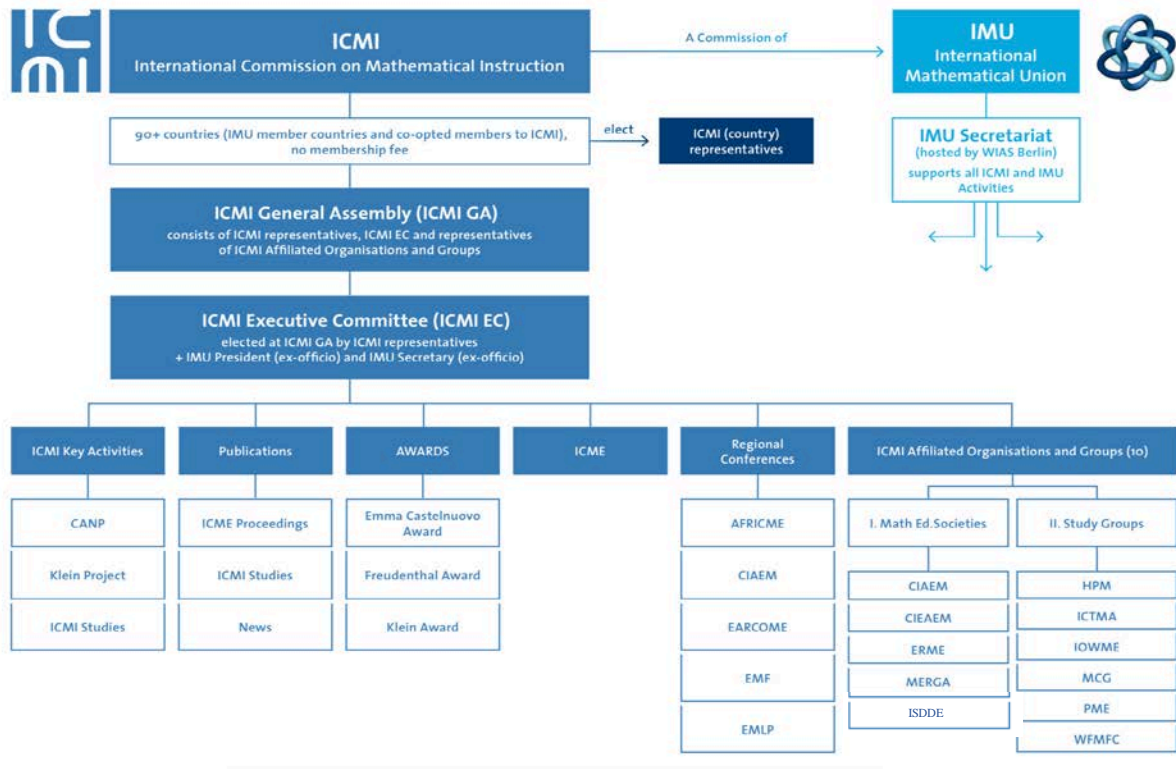 IC
MI
ICMI
International Commission on Mathematical Instruction
A Commission of
IMU
International
Mathematical Union
90+ countries (IMU member countries and co-opted members to ICMI),
no membership fee
elect
ICMI (country)
representatives
IMU Secretariat
(hosted by WIAS Berlin)
supports all ICMI and IMU
Activities
ICMI General Assembly (ICMI GA)
consists of ICMI representatives, ICMI EC and representatives
of ICMI Affiliated Organisations and Groups
ICMI Executive Committee (ICMI EC)
elected at ICMI GA by ICMI representatives
+ IMU President (ex-officio) and IMU Secretary (ex-officio)
ICMI Key Activities
CANP
Klein Project
ICMI Studies
Publications
ICME Proceedings
ICMI Studies
News
AWARDS
Emma Castelnuovo
Award
Freudenthal Award
Klein Award
ICME
Regional
Conferences
AFRICME
CIAEM
EARCOME
EMF
EMLP
ICMI Affiliated Organisations and Groups (10)
I. Math Ed.Societies
CIAEM
CIEAEM
ERME
MERGA
ISDDE
II. Study Groups
HPM
ICTMA
IOWME
MCG
PME
WFMFC